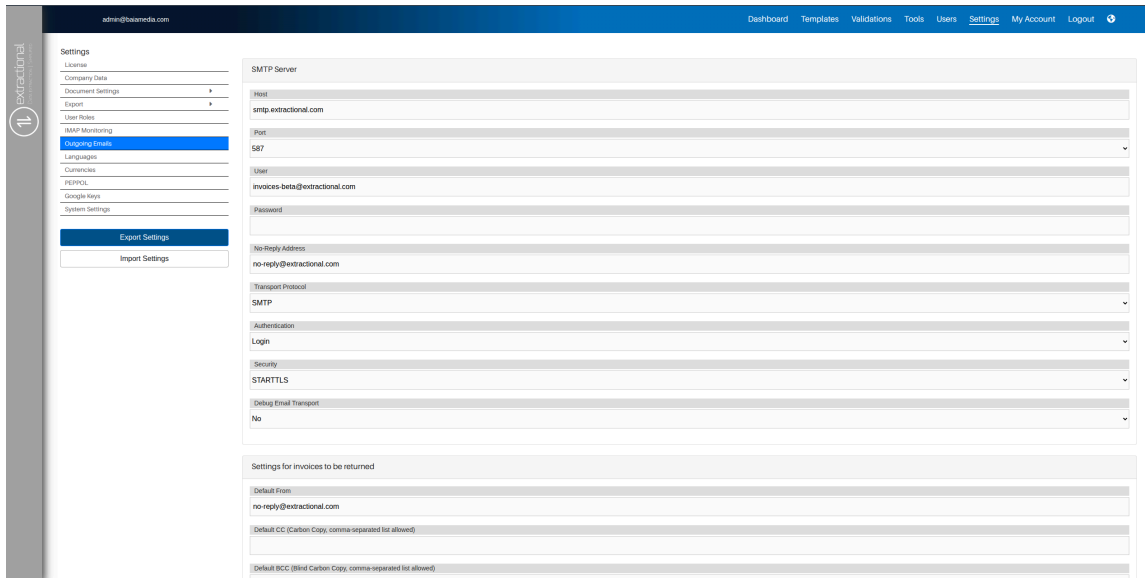 admin@baiamedia.com
Dashboard Templates Validations Tools Users Settings My Account Logout
extractional
Settings
License
Company Data
Document Settings
Export
User Roles
IMAP Monitoring
Outgoing Emails
Languages
Currencies
PEPPOL
Google Keys
System Settings
Export Settings
Import Settings
SMTP Server
Host
smtp.extractional.com
Port
587
User
invoices-beta@extractional.com
Password
No-Reply Address
no-reply@extractional.com
Transport Protocol
SMTP
Authentication
Login
Security
STARTTLS
Debug Email Transport
No
Settings for invoices to be returned
Default From
no-reply@extractional.com
Default CC (Carbon Copy, comma-separated list allowed)
Default BCC (Blind Carbon Copy, comma-separated list allowed)